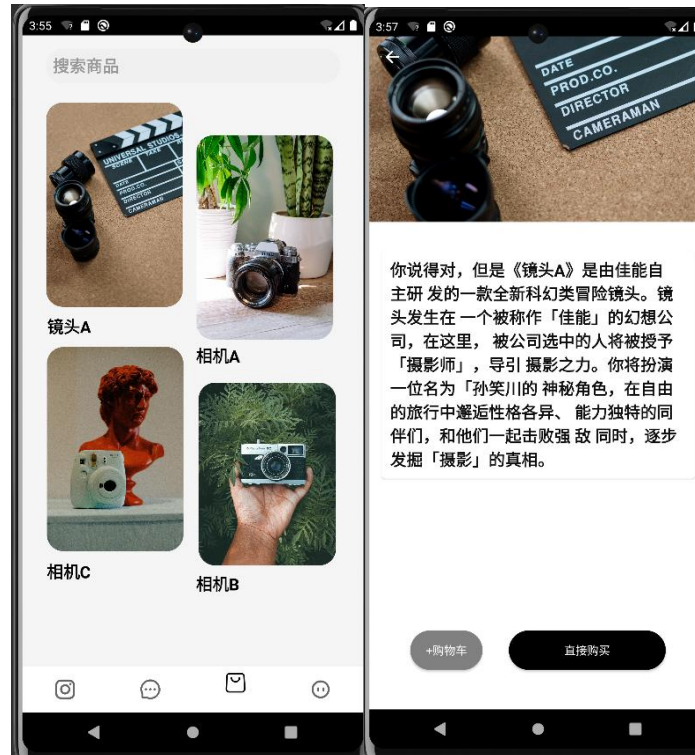 3:55
搜索商品
UNIVERSAL STUDIOS
SCENE
TAKE
DATE
PROD.CO.
DIRECTOR
CAMERAMAN
镜头A
相机A
相机C
相机B
3:57
DATE
PROD.CO.
DIRECTOR
CAMERAMAN
你说得对，但是《镜头A》是由佳能自
主研 发的一款全新科幻类冒险镜头。镜
头发生在 一个被称作「佳能」的幻想公
司，在这里， 被公司选中的人将被授予
「摄影师」，导引 摄影之力。你将扮演
一位名为「孙笑川的 神秘角色，在自由
的旅行中邂逅性格各异、 能力独特的同
伴们，和他们一起击败强 敌 同时，逐步
发掘「摄影」的真相。
+购物车
直接购买